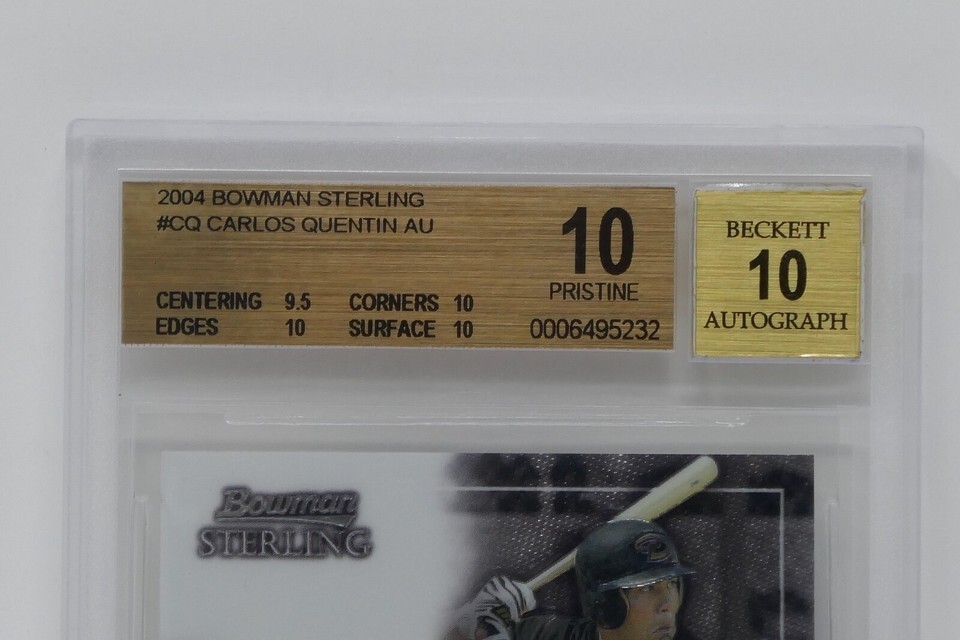 2004 BOWMAN STERLING
#CQ CARLOS QUENTIN AU
CENTERING 9.5 CORNERS 10
EDGES 10 SURFACE 10
10
PRISTINE
0006495232
BECKETT
10
AUTOGRAPH
Bowman
STERLING